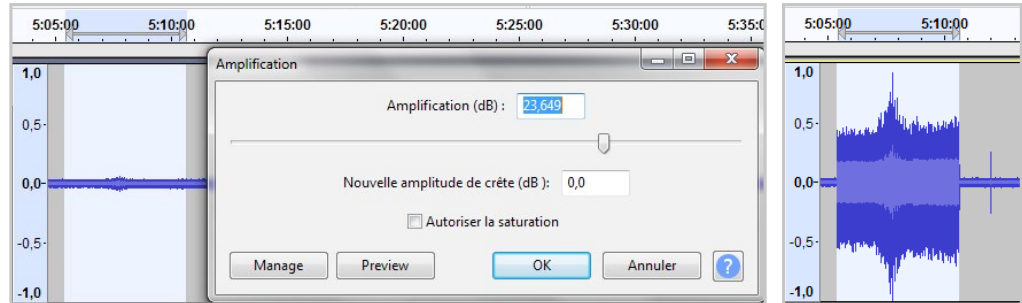 5:05:00 5:10:00 5:15:00 5:20:00 5:25:00 5:30:00 5:35:0
1,0
0,5-
0,0-
-0,5-
-1,0
Amplification
Amplification (dB) : 23,649
Nouvelle amplitude de crête (dB ): 0,0
Autoriser la saturation
Manage Preview OK Annuler ?
5:05:00 5:10:00
1,0
0,5-
0,0-
-0,5-
-1,0